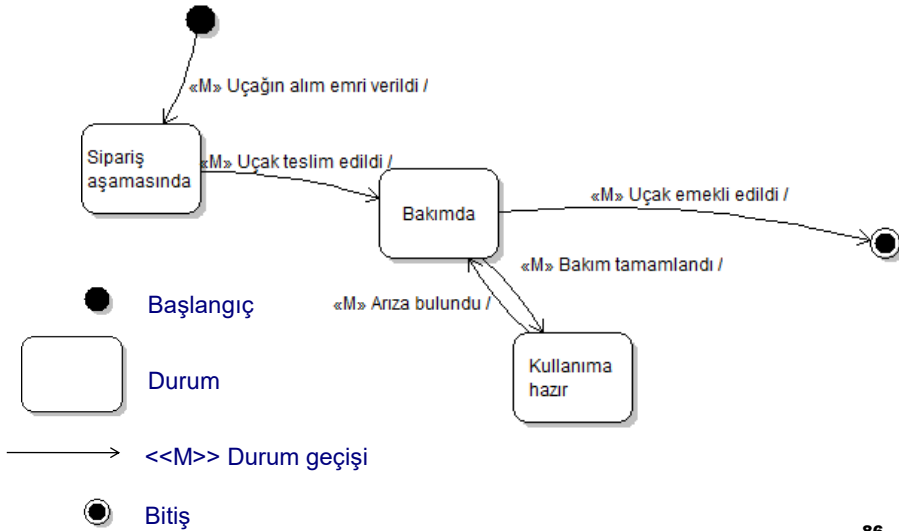 «M» Uçağın alım emri verildi /
Sipariş
aşamasında
«M» Uçak teslim edildi /
Bakımda
«M» Uçak emekli edildi /
«M» Bakım tamamlandı /
«M» Arıza bulundu /
Kullanıma
hazır
Başlangıç
Durum
<<M>> Durum geçişi
Bitiş
86